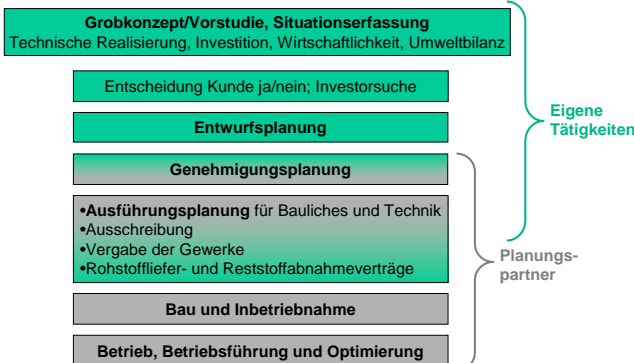 Grobkonzept/Vorstudie, Situationserfassung
Technische Realisierung, Investition, Wirtschaftlichkeit, Umweltbilanz
Entscheidung Kunde ja/nein; Investorsuche
Entwurfsplanung
Eigene
Tätigkeiten
Genehmigungsplanung
•Ausführungsplanung für Bauliches und Technik
•Ausschreibung
•Vergabe der Gewerke
•Rohstoffliefer- und Reststoffabnahmeverträge
Planungs-
partner
Bau und Inbetriebnahme
Betrieb, Betriebsführung und Optimierung